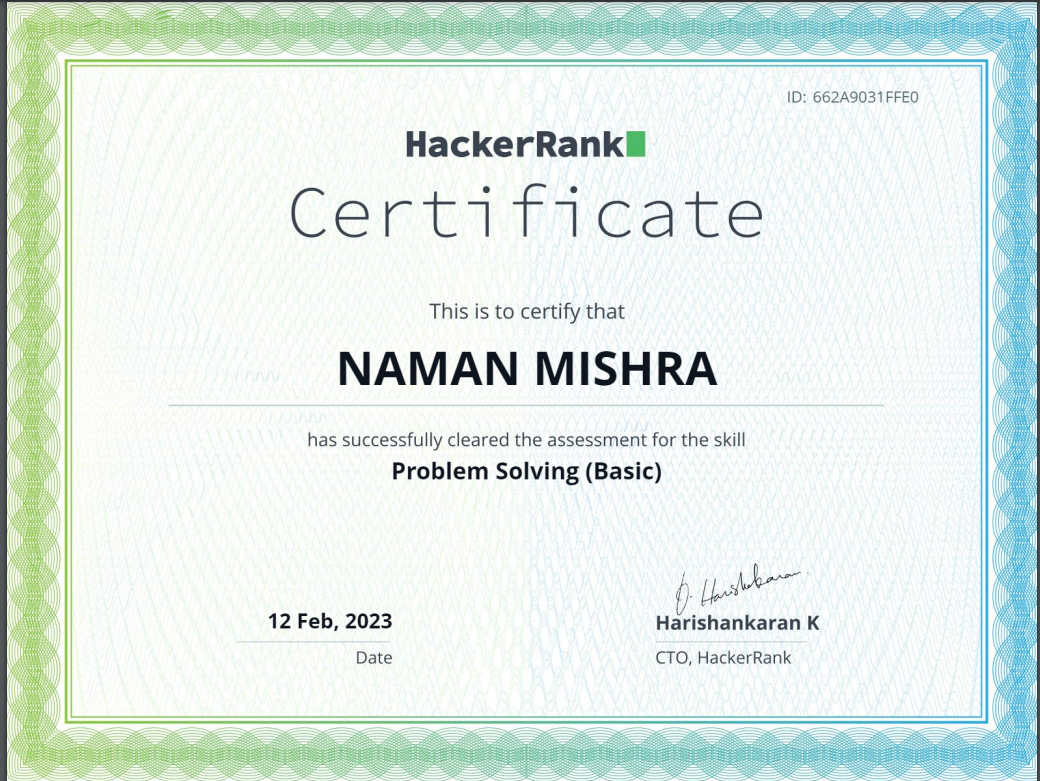 ID: 662A9031FFE0
HackerRank
Certificate
This is to certify that
NAMAN MISHRA
has successfully cleared the assessment for the skill
Problem Solving (Basic)
12 Feb, 2023
Date
Harishankaran K
CTO, HackerRank